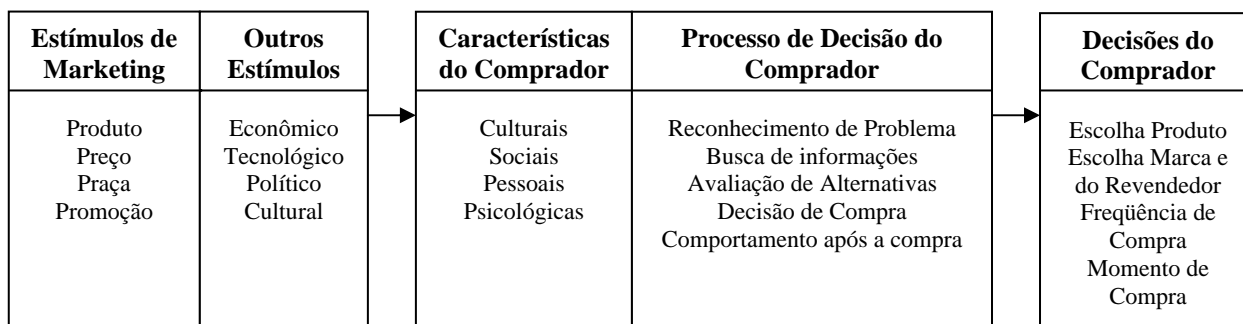 Estímulos de
Marketing
Produto
Preço
Praça
Promoção
Outros
Estímulos
Econômico
Tecnológico
Político
Cultural
Características
do Comprador
Culturais
Sociais
Pessoais
Psicológicas
Processo de Decisão do
Comprador
Reconhecimento de Problema
Busca de informações
Avaliação de Alternativas
Decisão de Compra
Comportamento após a compra
Decisões do
Comprador
Escolha Produto
Escolha Marca e
do Revendedor
Freqüência de
Compra
Momento de
Compra